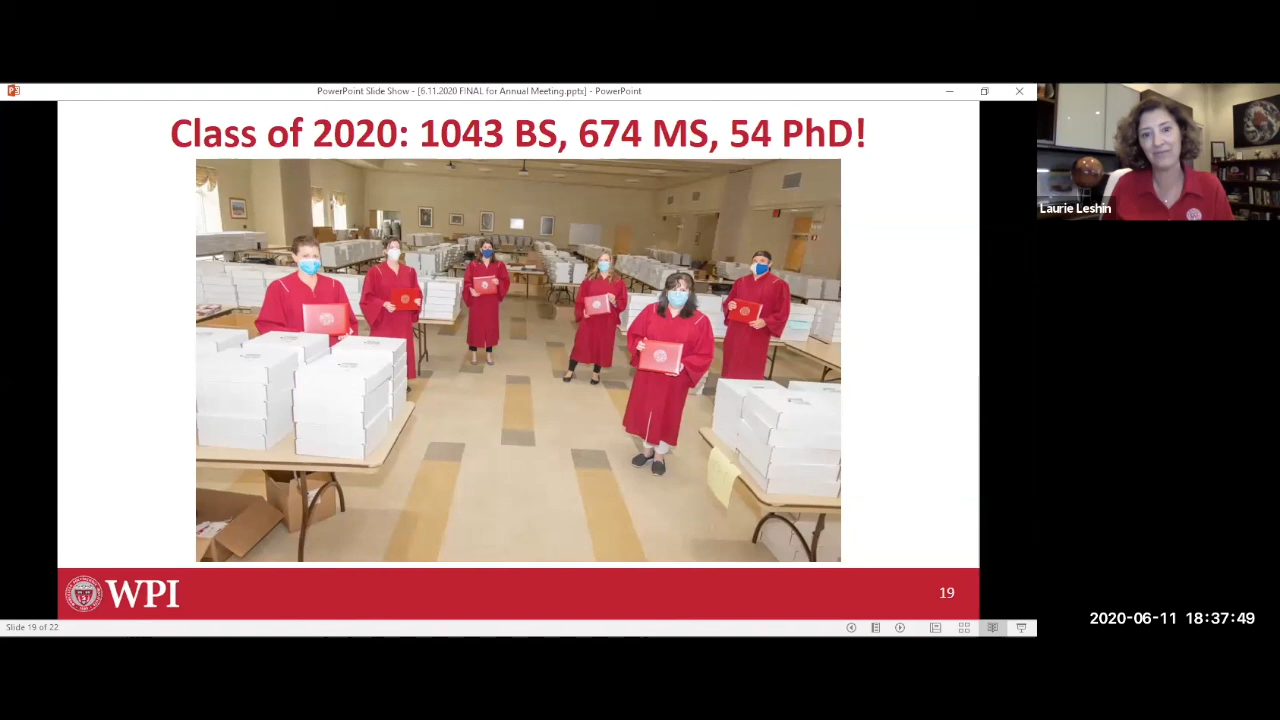 PowerPoint Slide Show - [6.11.2020 FINAL for Annual Meeting.pptx] - PowerPoint
Class of 2020: 1043 BS, 674 MS, 54 PhD!
Laurie Leshin
WPI
19
Slide 19 of 22
2020-06-11 18:37:49